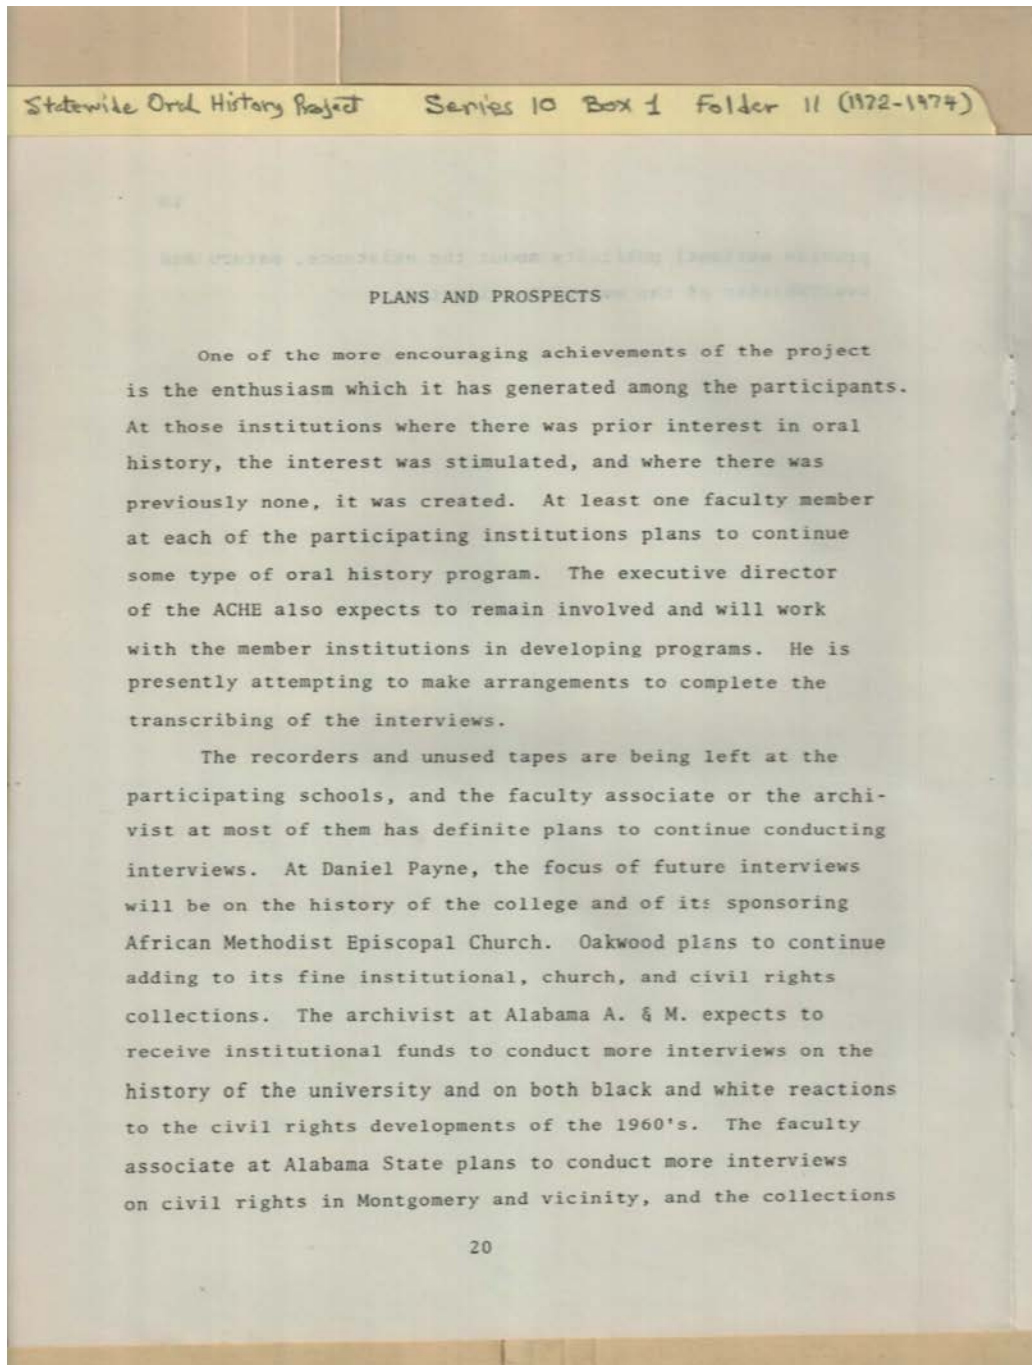 Statewide Oral History Project Series 10 Box 1 Folder 11 (1972-1974)
PLANS AND PROSPECTS
One of the more encouraging achievements of the project
is the enthusiasm which it has generated among the participants.
At those institutions where there was prior interest in oral
history, the interest was stimulated, and where there was
previously none, it was created. At least one faculty member
at each of the participating institutions plans to continue
some type of oral history program. The executive director
of the ACHE also expects to remain involved and will work
with the member institutions in developing programs. He is
presently attempting to make arrangements to complete the
transcribing of the interviews.
The recorders and unused tapes are being left at the
participating schools, and the faculty associate or the archi-
vist at most of them has definite plans to continue conducting
interviews. At Daniel Payne, the focus of future interviews
will be on the history of the college and of its sponsoring
African Methodist Episcopal Church. Oakwood plans to continue
adding to its fine institutional, church, and civil rights
collections. The archivist at Alabama A. & M. expects to
receive institutional funds to conduct more interviews on the
history of the university and on both black and white reactions
to the civil rights developments of the 1960's. The faculty
associate at Alabama State plans to conduct more interviews
on civil rights in Montgomery and vicinity, and the collections
20